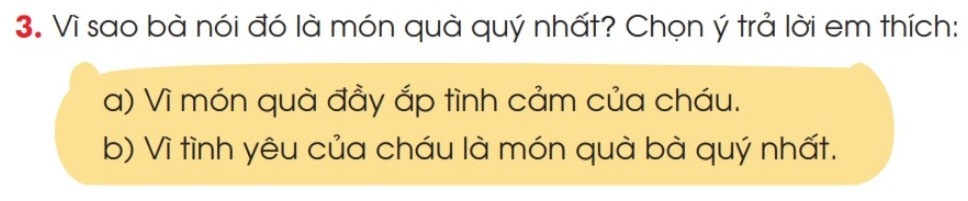 3. Vì sao bà nói đó là món quà quý nhất? Chọn ý trả lời em thích:
a) Vì món quà đầy ắp tình cảm của cháu.
b) Vì tình yêu của cháu là món quà bà quý nhất.